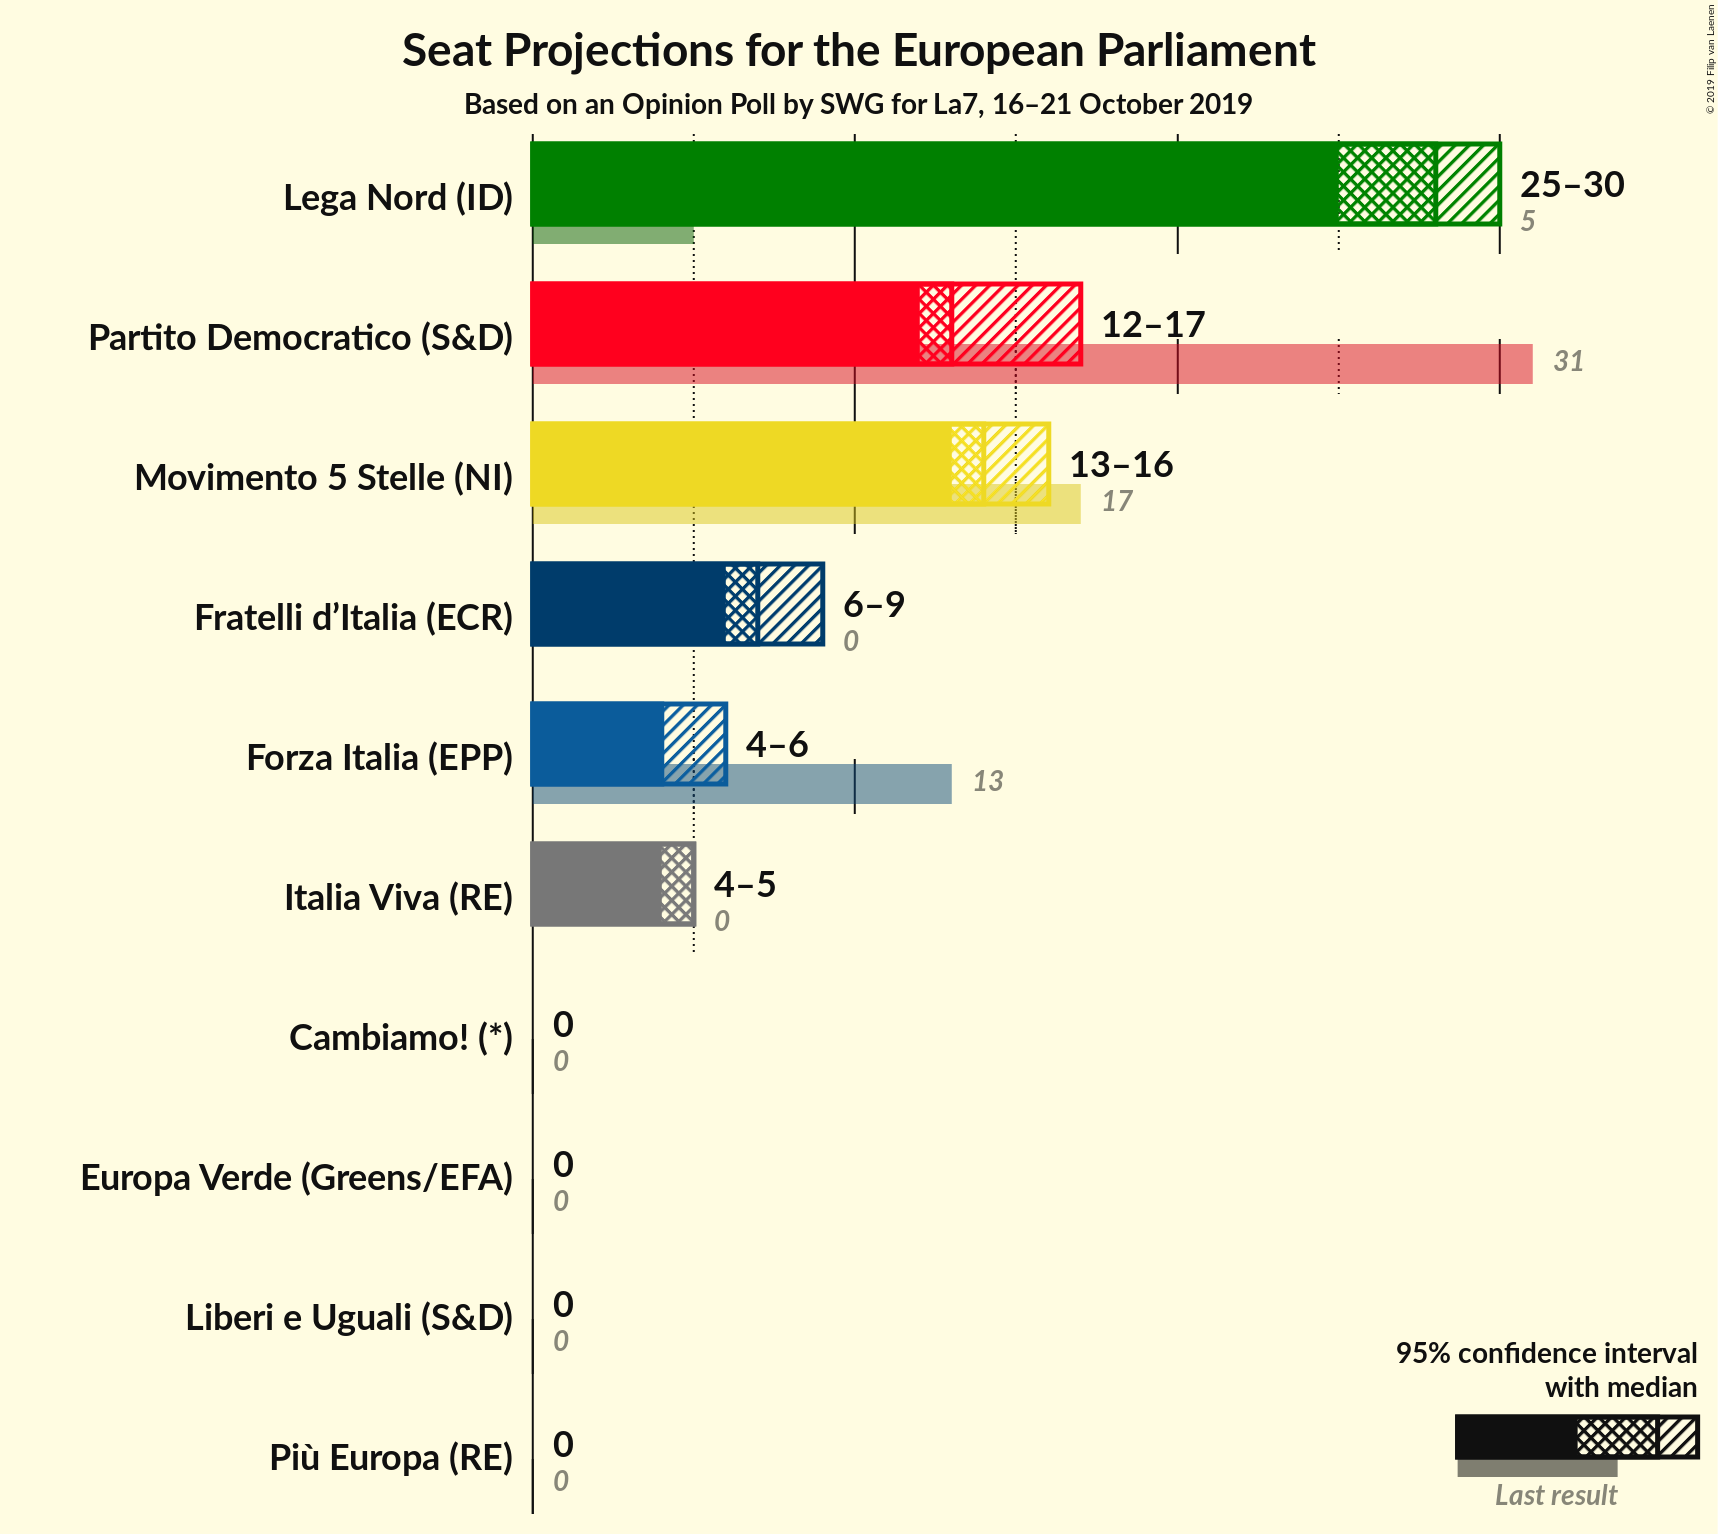 Seat Projections for the European Parliament
Based on an Opinion Poll by SWG for La7, 16–21 October 2019
© 2019 Filip van Laenen
Lega Nord (ID)
25–30
5
Partito Democratico (S&D)
12–17
31
Movimento 5 Stelle (NI)
13–16
17
Fratelli d’Italia (ECR)
6–9
0
Forza Italia (EPP)
4–6
13
Italia Viva (RE)
4–5
0
Cambiamo! (*)
0
0
Europa Verde (Greens/EFA)
0
0
Liberi e Uguali (S&D)
0
0
Più Europa (RE)
0
0
95% confidence interval
with median
Last result